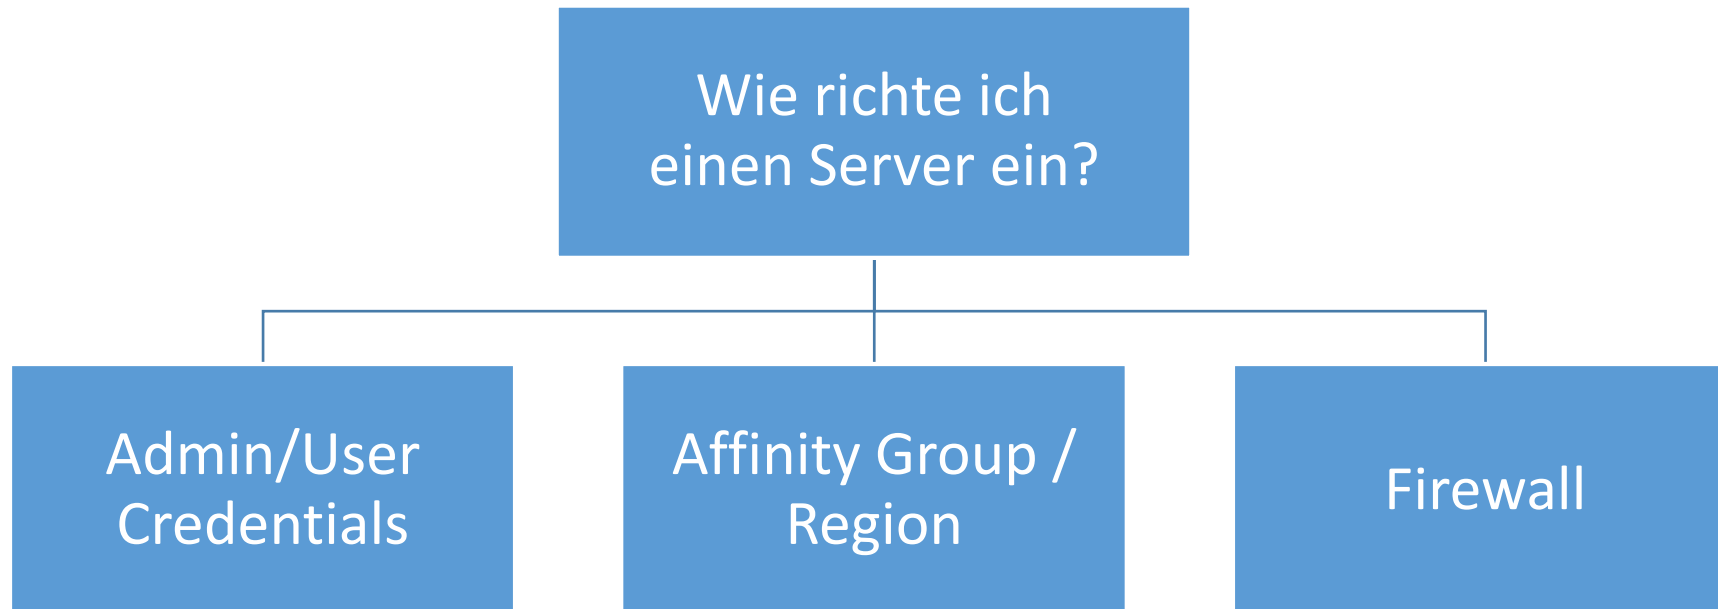 Wie richte ich
einen Server ein?
Admin/User
Credentials
Affinity Group /
Region
Firewall